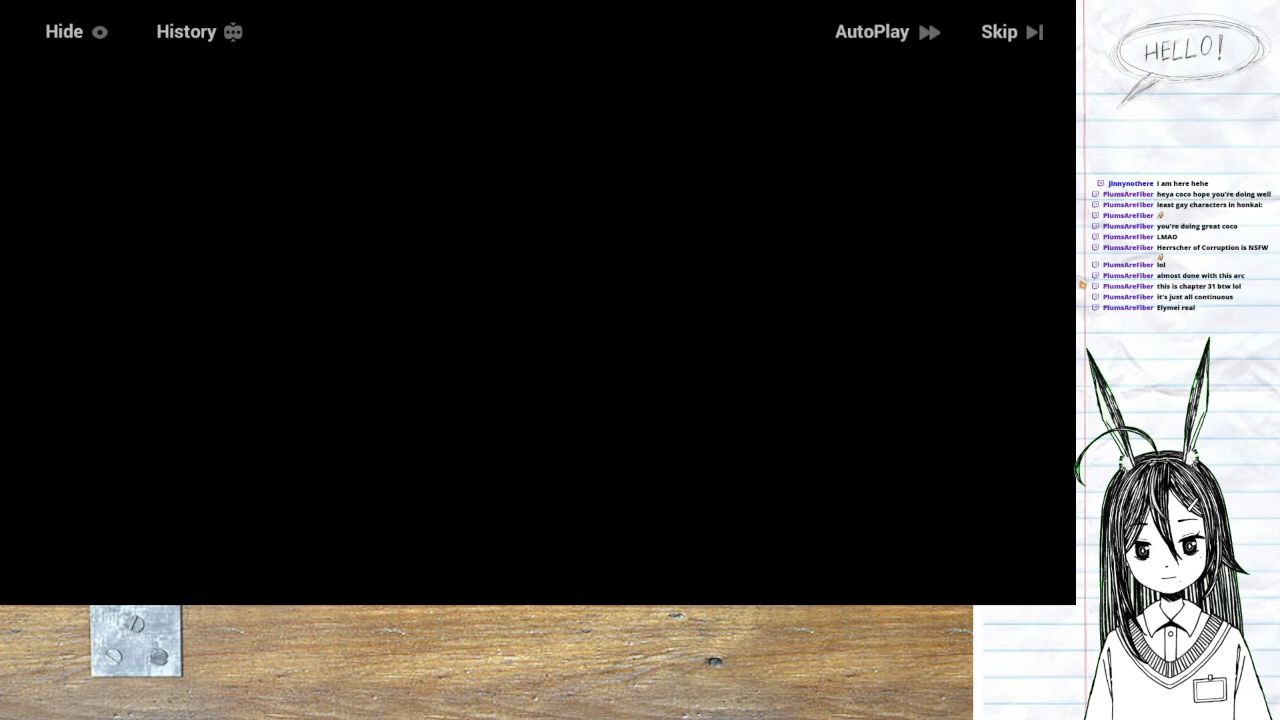 Hide
History
AutoPlay
Skip
HELLO!
Jinnynothere I am here hehe
PlumsAreFiber heya coco hope you're doing well
PlumsAreFiber least gay characters in honkai:
PlumsAreFiber
PlumsAreFiber you're doing great coco
PlumsAreFiber LMAO
PlumsAreFiber Herrscher of Corruption is NSFW
PlumsAreFiber lol
PlumsAreFiber almost done with this arc
PlumsAreFiber this is chapter 31 btw lol
PlumsAreFiber it's just all continuous
PlumsAreFiber Elymei real